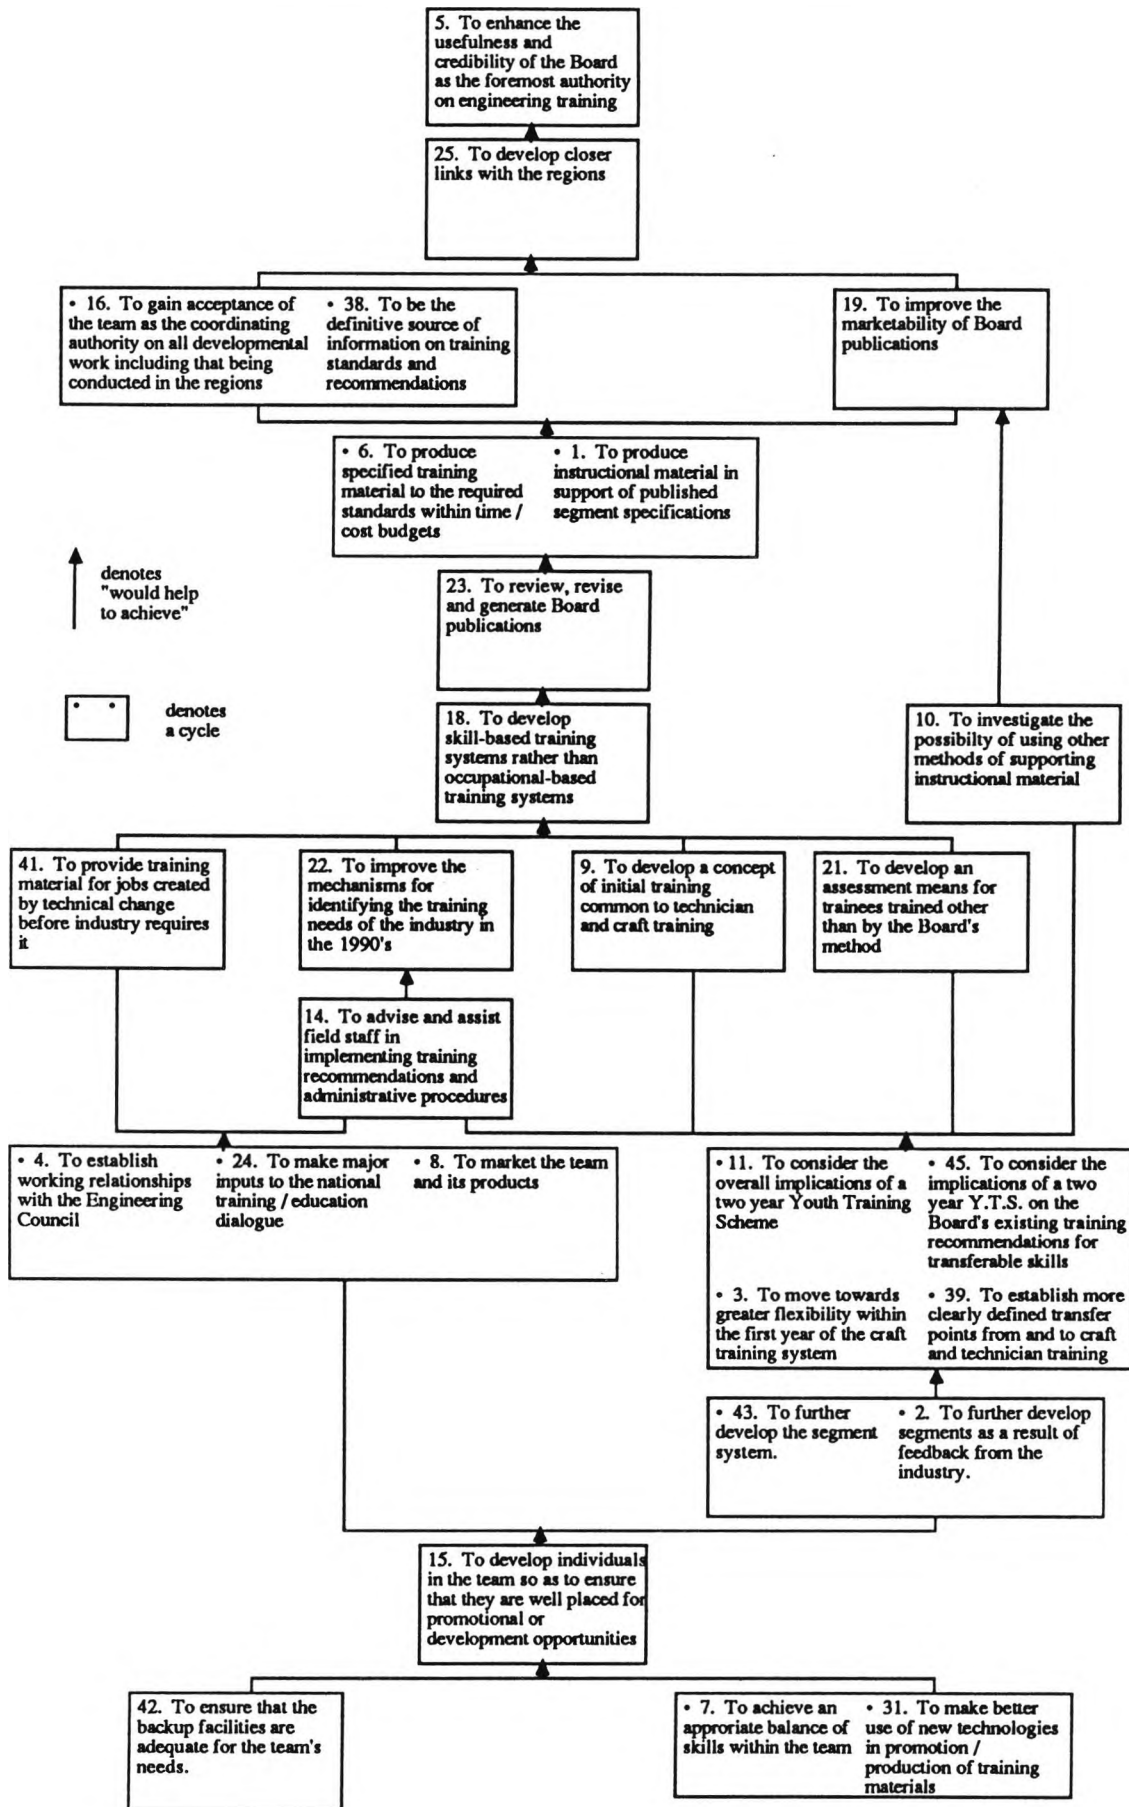 5. To enhance the
usefulness and
credibility of the Board
as the foremost authority
on engineering training
25. To develop closer
links with the regions
• 16. To gain acceptance of
the team as the coordinating
authority on all developmental
work including that being
conducted in the regions
• 38. To be the
definitive source of
information on training
standards and
recommendations
19. To improve the
marketability of Board
publications
• 6. To produce
specified training
material to the required
standards within time /
cost budgets
• 1. To produce
instructional material in
support of published
segment specifications
denotes
"would help
to achieve"
23. To review, revise
and generate Board
publications
denotes
a cycle
18. To develop
skill-based training
systems rather than
occupational-based
training systems
10. To investigate the
possibilty of using other
methods of supporting
instructional material
41. To provide training
material for jobs created
by technical change
before industry requires
it
22. To improve the
mechanisms for
identifying the training
needs of the industry in
the 1990's
9. To develop a concept
of initial training
common to technician
and craft training
21. To develop an
assessment means for
trainees trained other
than by the Board's
method
14. To advise and assist
field staff in
implementing training
recommendations and
administrative procedures
• 4. To establish
working relationships
with the Engineering
Council
• 24. To make major
inputs to the national
training / education
dialogue
• 8. To market the team
and its products
• 11. To consider the
overall implications of a
two year Youth Training
Scheme
• 45. To consider the
implications of a two
year Y.T.S. on the
Board's existing training
recommendations for
transferable skills
• 3. To move towards
greater flexibility within
the first year of the craft
training system
• 39. To establish more
clearly defined transfer
points from and to craft
and technician training
• 43. To further
develop the segment
system.
• 2. To further develop
segments as a result of
feedback from the
industry.
15. To develop individuals
in the team so as to ensure
that they are well placed for
promotional or
development opportunities
42. To ensure that the
backup facilities are
adequate for the team's
needs.
• 7. To achieve an
approriate balance of
skills within the team
• 31. To make better
use of new technologies
in promotion /
production of training
materials